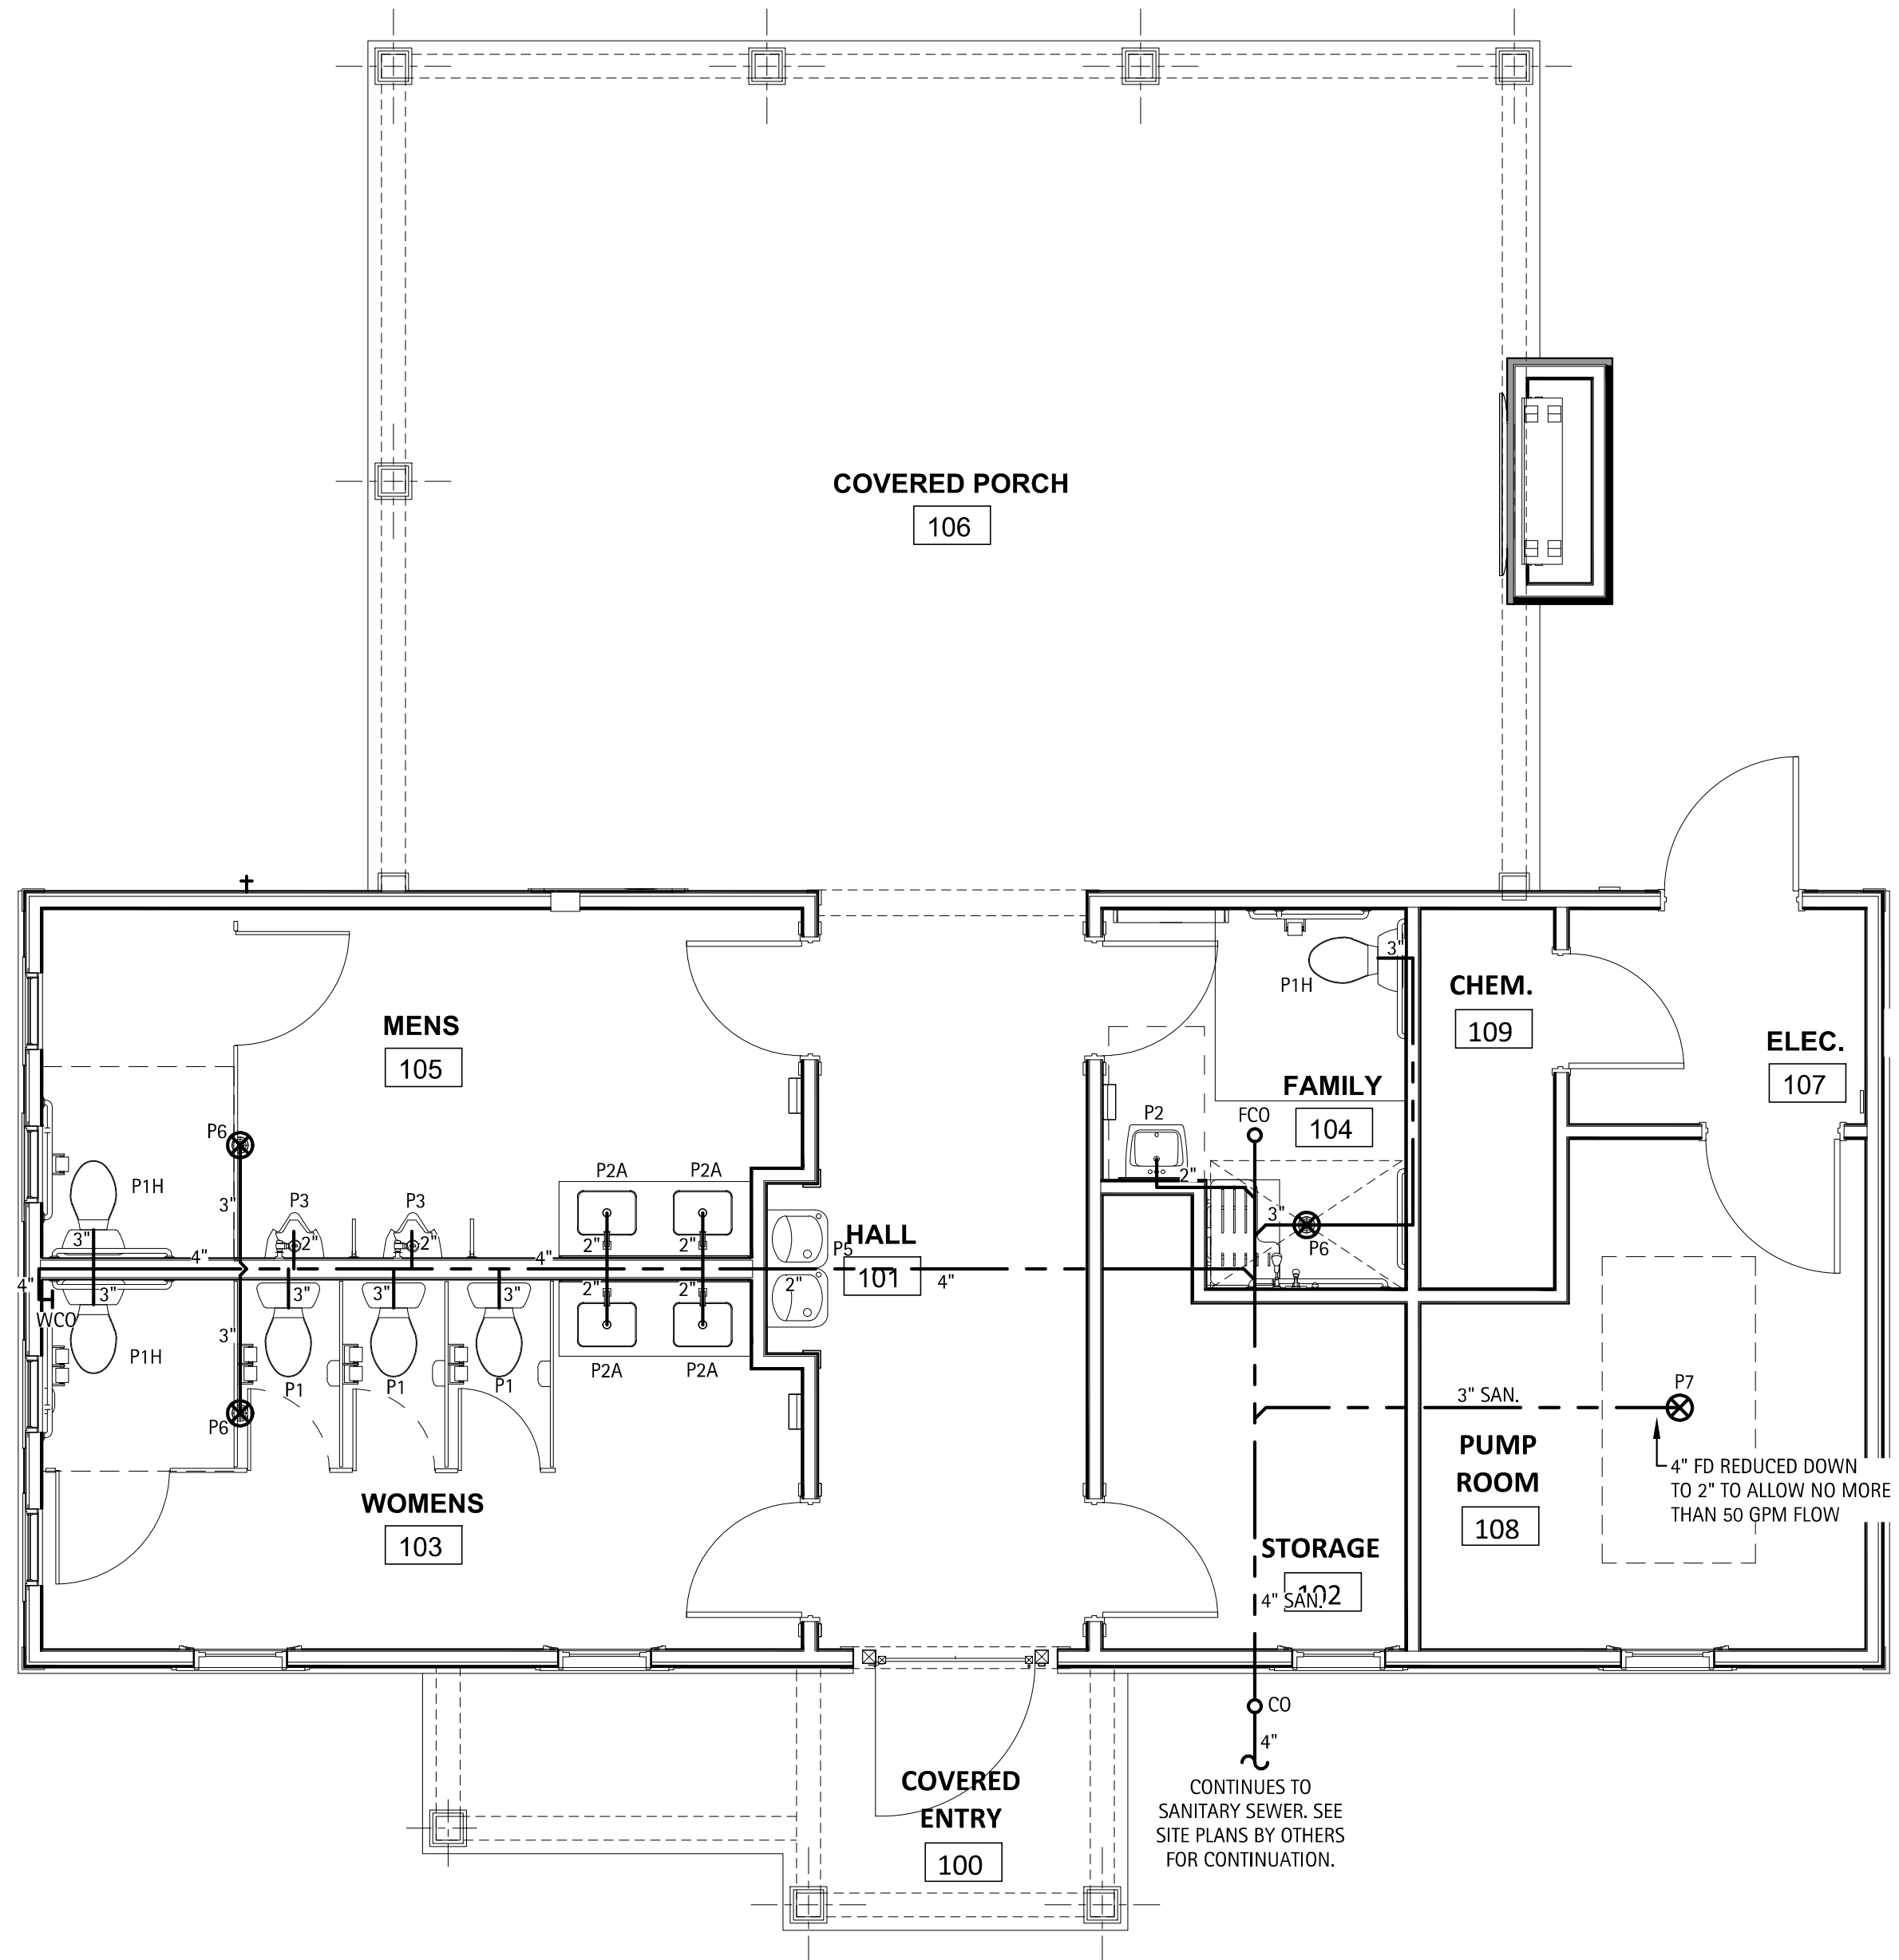 COVERED PORCH
106
MENS
105
P6
P1H
3"
P3
P3
2"
2"
P2A
P2A
3"
4"
4"
2"
2"
4"
WCO
3"
3"
P1H
3"
P6
3"
P1
3"
P1
3"
P1
2"
2"
P2A
P2A
WOMENS
103
HALL
P5
101
2"
4"
3"
P1H
FAMILY
104
P2
FCO
2"
3"
P6
CHEM.
109
ELEC.
107
3" SAN.
P7
PUMP
ROOM
108
4" FD REDUCED DOWN
TO 2" TO ALLOW NO MORE
THAN 50 GPM FLOW
STORAGE
102
4" SAN.
CO
4"
CONTINUES TO
SANITARY SEWER. SEE
SITE PLANS BY OTHERS
FOR CONTINUATION.
COVERED
ENTRY
100